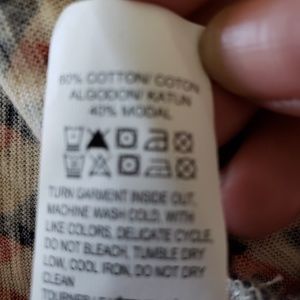 60% COTTON/ COTON
ALGODON/ KATUN
40% MODAL
TURN GARMENT INSIDE OUT,
MACHINE WASH COLD, WITH
LIKE COLORS, DELICATE CYCLE,
DO NOT BLEACH, TUMBLE DRY
LOW, COOL IRON, DO NOT DRY
CLEAN